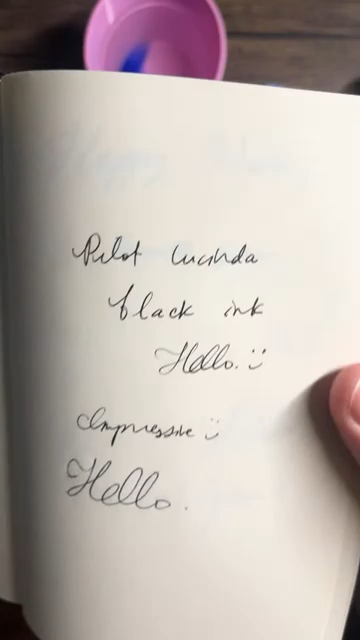 Pilot lucinda
black ink
Hello. :)
Impressive :)
Hello.